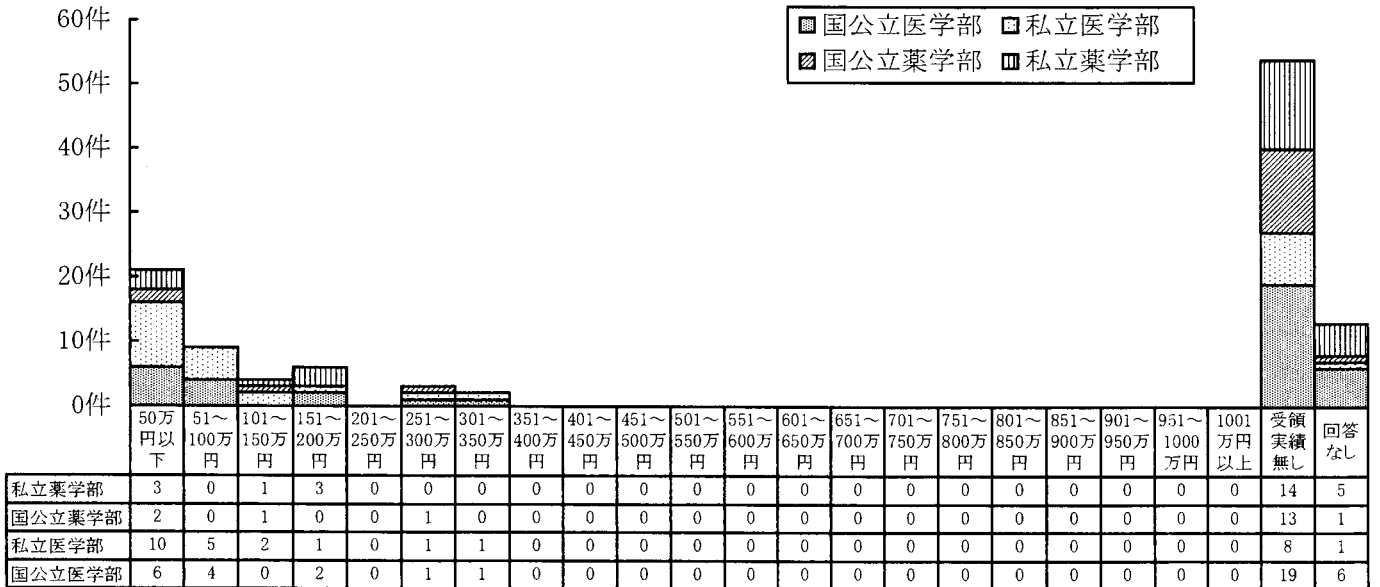 60件
50件
40件
30件
20件
10件
0件
国公立医学部 私立医学部
国公立薬学部 私立薬学部
50万円以下 51～100万円 101～150万円 151～200万円 201～250万円 251～300万円 301～350万円 351～400万円 401～450万円 451～500万円 501～550万円 551～600万円 601～650万円 651～700万円 701～750万円 751～800万円 801～850万円 851～900万円 901～950万円 951～1000万円 1001万円以上 受領実績無し 回答なし
私立薬学部 3 0 1 3 0 0 0 0 0 0 0 0 0 0 0 0 0 0 0 0 0 14 5
国公立薬学部 2 0 1 0 0 1 0 0 0 0 0 0 0 0 0 0 0 0 0 0 0 13 1
私立医学部 10 5 2 1 0 1 1 0 0 0 0 0 0 0 0 0 0 0 0 0 0 8 1
国公立医学部 6 4 0 2 0 1 1 0 0 0 0 0 0 0 0 0 0 0 0 0 0 19 6